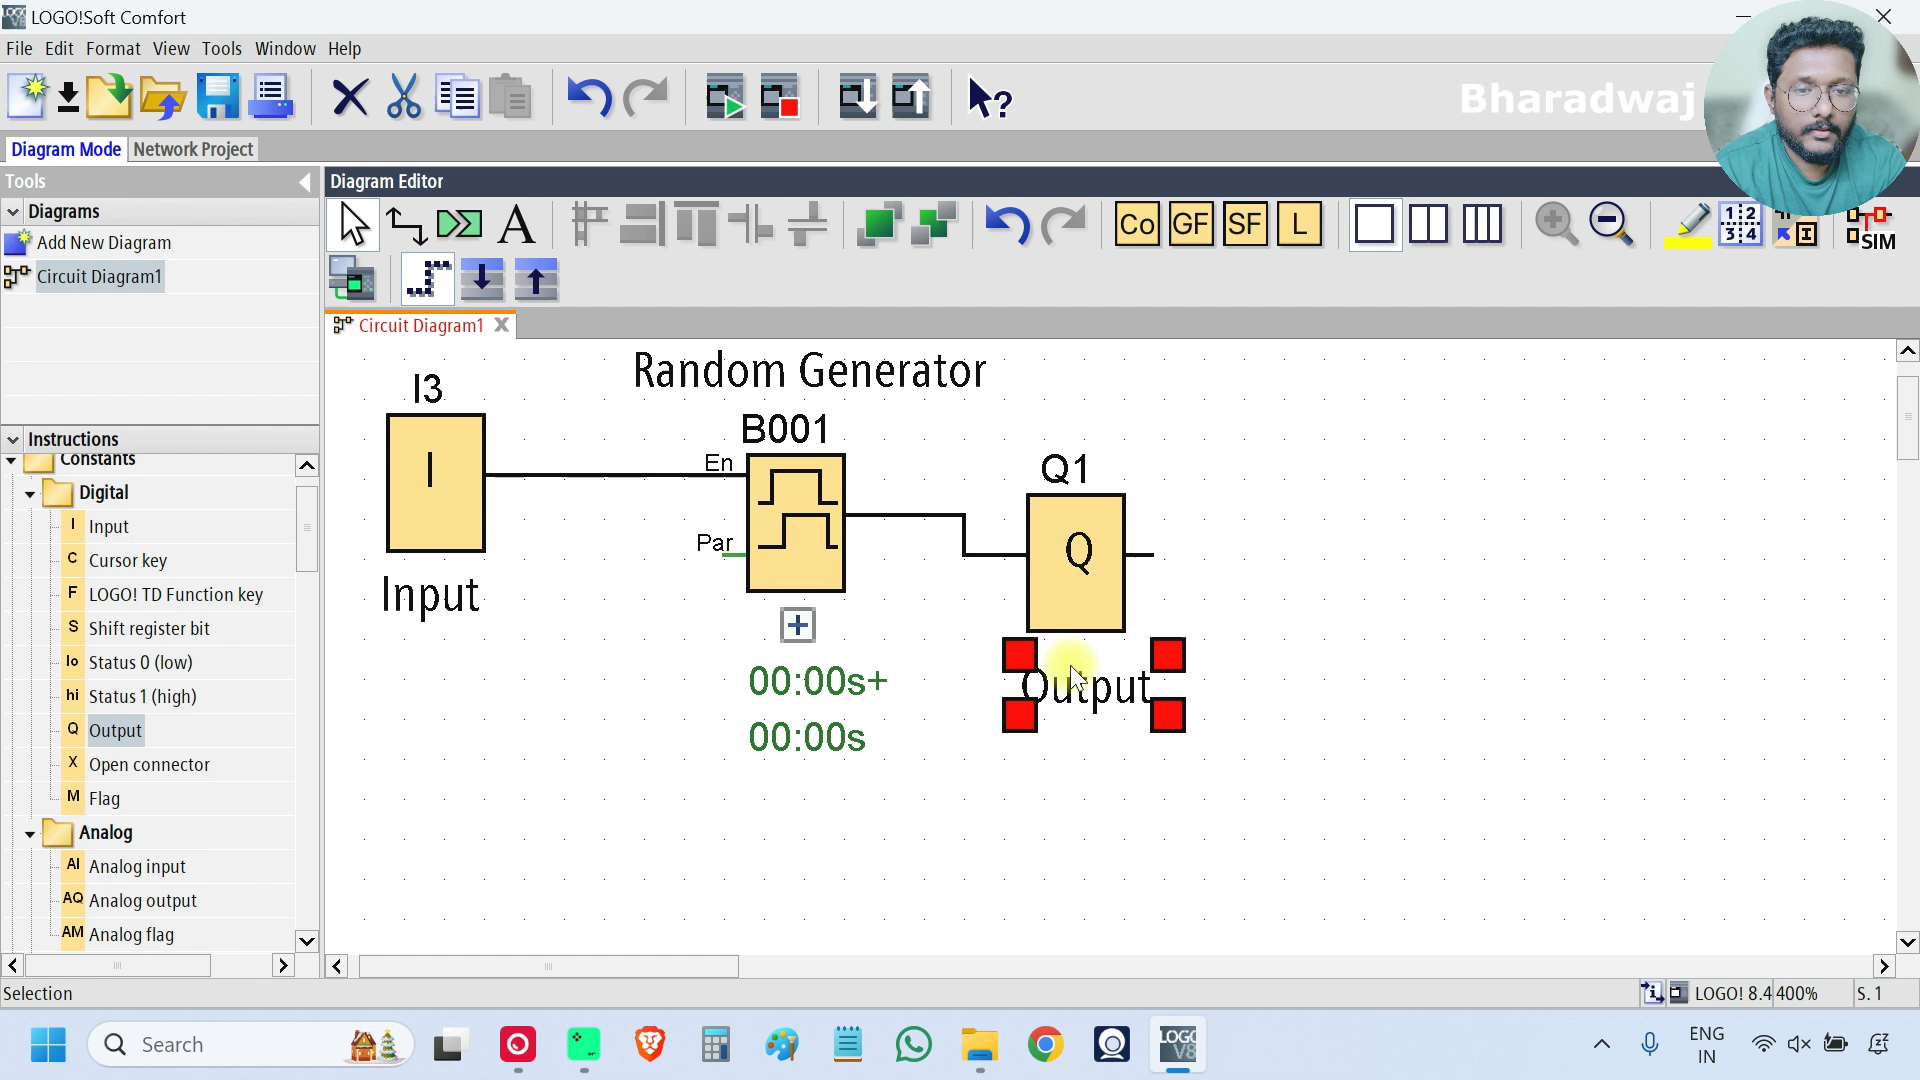 LOGO!Soft Comfort
File Edit Format View Tools Window Help
Bharadwaj
Diagram Mode Network Project
Tools
Diagram Editor
Diagrams
Add New Diagram
Circuit Diagram1
A
Co GF SF L
SIM
Circuit Diagram1
Instructions
Constants
Digital
I Input
C Cursor key
F LOGO! TD Function key
S Shift register bit
lo Status 0 (low)
hi Status 1 (high)
Q Output
X Open connector
M Flag
Analog
AI Analog input
AQ Analog output
AM Analog flag
Random Generator
I3
B001
I
En
Q1
Par
Q
Input
00:00s+
Output
00:00s
Selection
LOGO! 8.4 400% S. 1
Search
LOGO
V8
ENG
IN